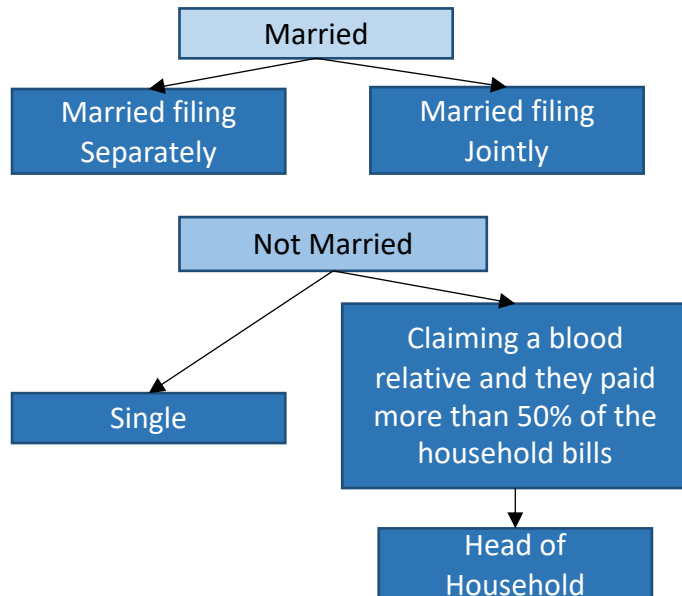 Married
Married filing
Separately
Married filing
Jointly
Not Married
Single
Claiming a blood
relative and they paid
more than 50% of the
household bills
Head of
Household